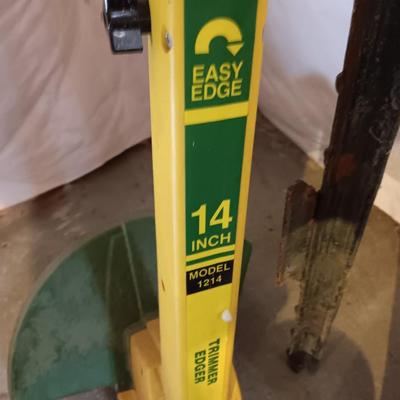 EASY
EDGE
14
INCH
MODEL
1214
TRIMMER
EDGER